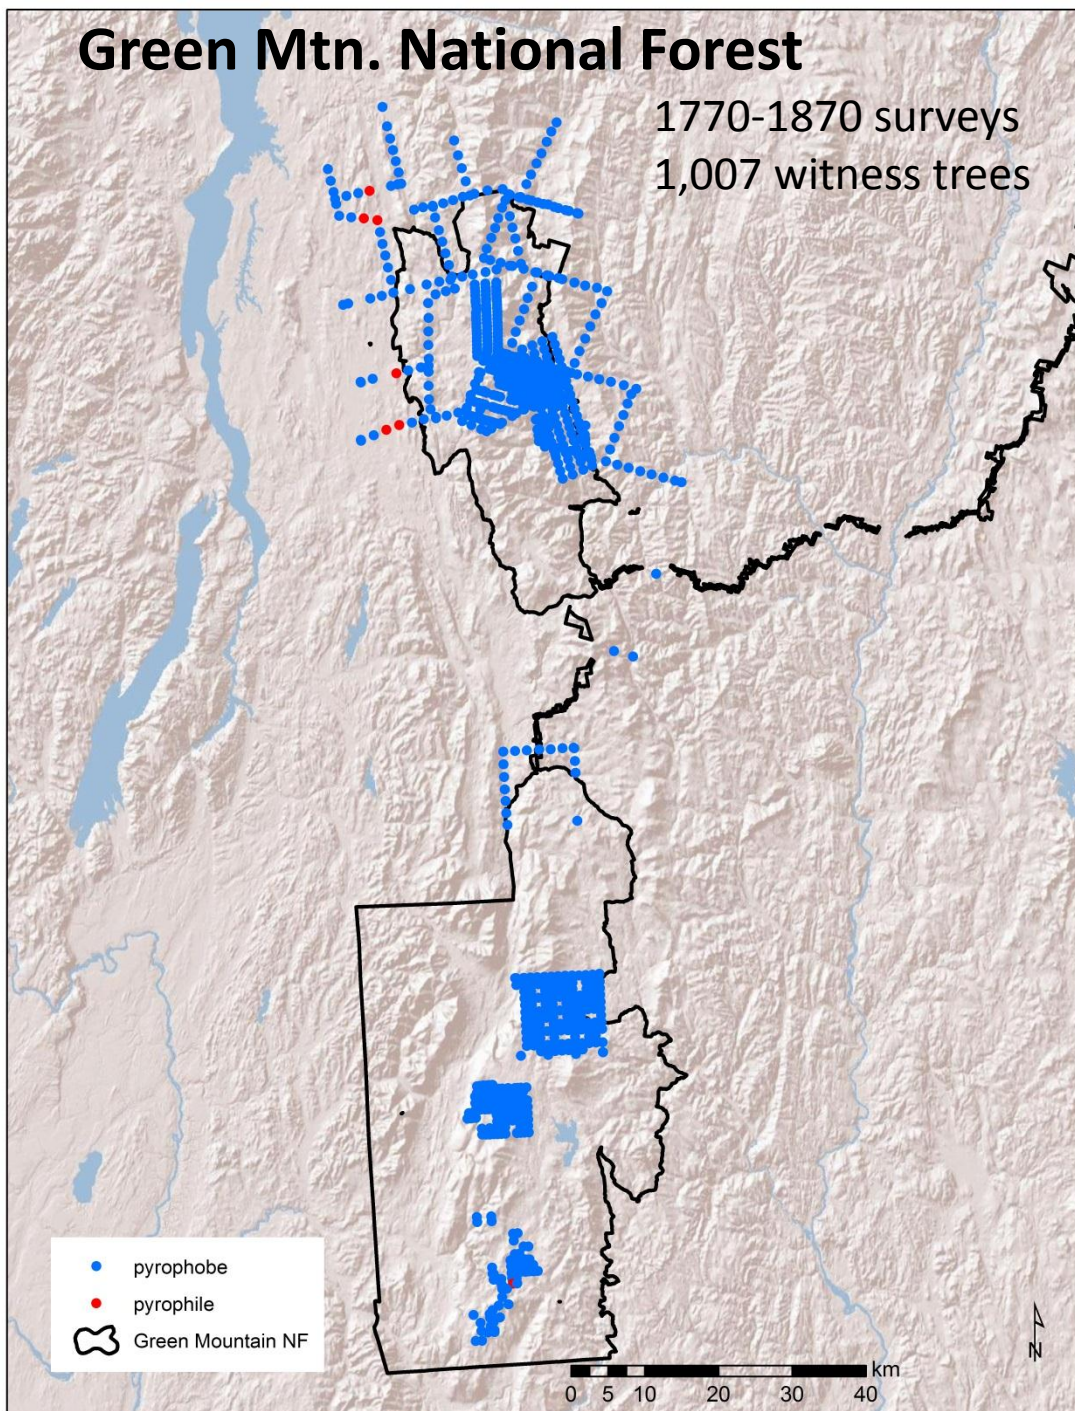 Green Mtn. National Forest
1770-1870 surveys
1,007 witness trees
pyrophobe
pyrophile
Green Mountain NF
N
km
0 5 10 20 30 40